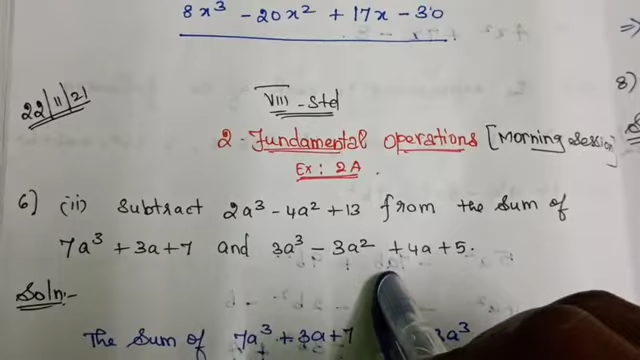 8x³ - 20x² + 17x - 30
22/11/21
VIII - Std
2. Fundamental operations [Morning session]
Ex: 2A.
8)
6) (ii) Subtract 2a³ - 4a² + 13 from the sum of
7a³ + 3a + 7 and 3a³ - 3a² + 4a + 5.
Soln:-
The Sum of 7a³ + 3a + 7 3a³